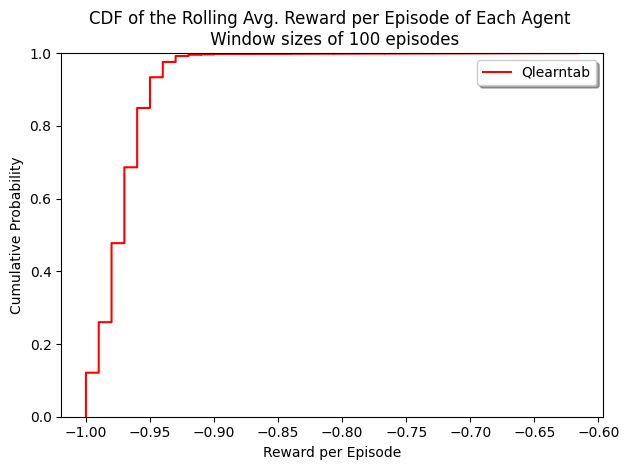 CDF of the Rolling Avg. Reward per Episode of Each Agent
Window sizes of 100 episodes
Qlearntab
Cumulative Probability
1.0
0.8
0.6
0.4
0.2
0.0
−1.00 −0.95 −0.90 −0.85 −0.80 −0.75 −0.70 −0.65 −0.60
Reward per Episode